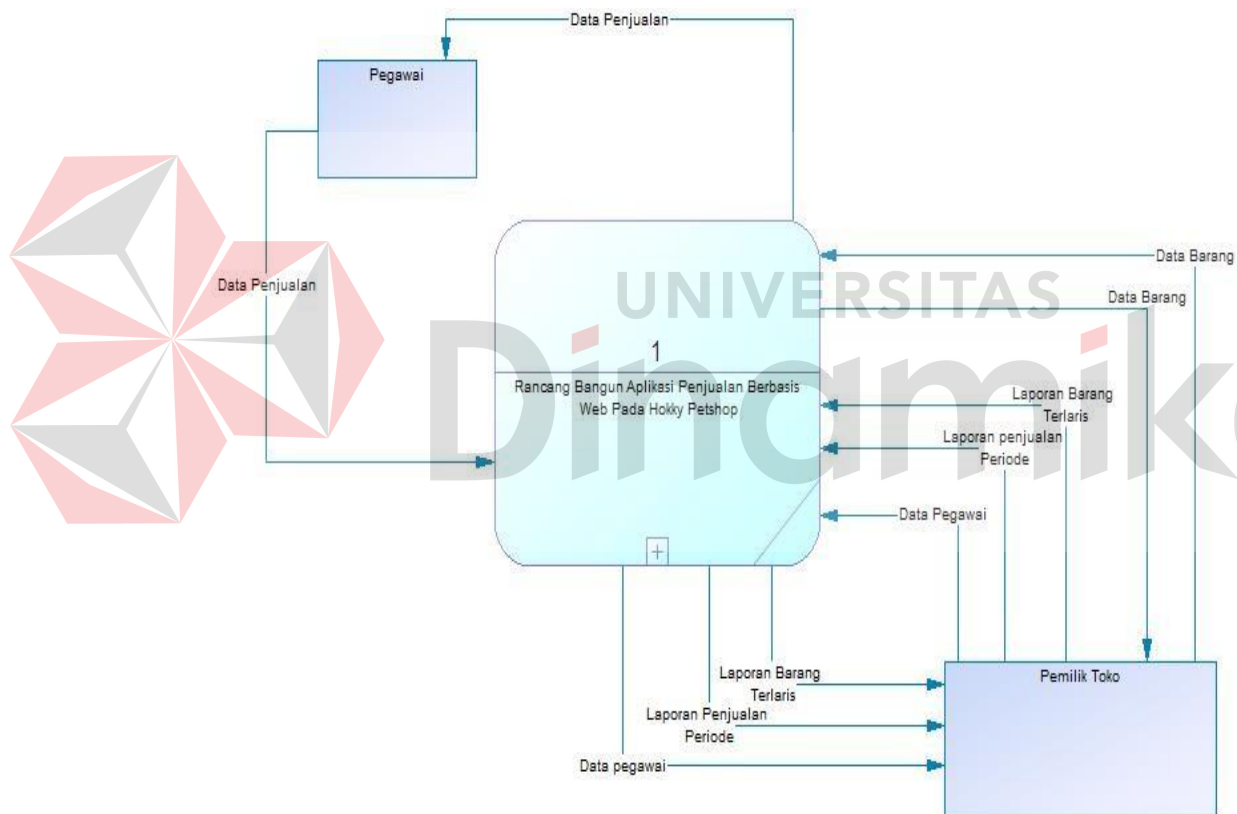 Data Penjualan
Pegawai
Data Penjualan
UNIVERSITAS
Dinamika
1
Rancang Bangun Aplikasi Penjualan Berbasis
Web Pada Hokky Petshop
Data Barang
Data Barang
Laporan Barang
Terlaris
Laporan penjualan
Periode
Data Pegawai
Laporan Barang
Terlaris
Laporan Penjualan
Periode
Data pegawai
Pemilik Toko